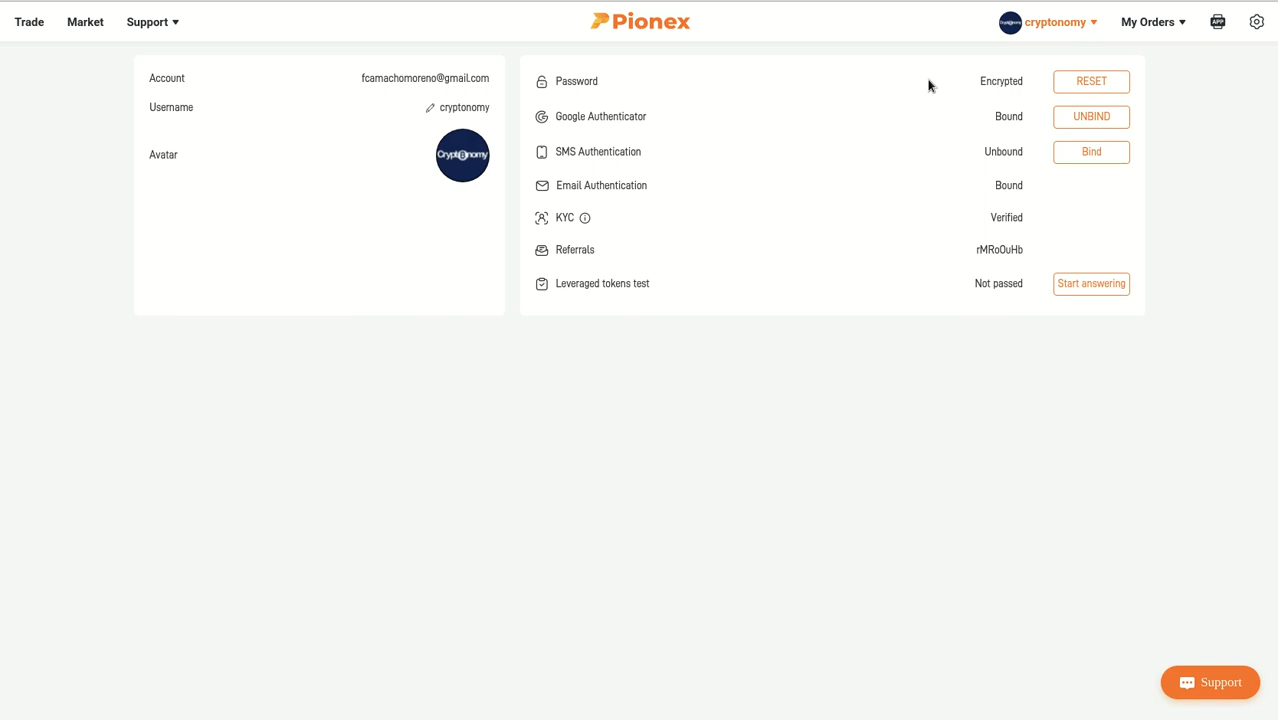 Trade Market Support Pionex cryptonomy My Orders APP
Account fcamachomoreno@gmail.com
Username cryptonomy
Avatar Cryptonomy
Password Encrypted RESET
Google Authenticator Bound UNBIND
SMS Authentication Unbound Bind
Email Authentication Bound
KYC Verified
Referrals rMRo0uHb
Leveraged tokens test Not passed Start answering
Support